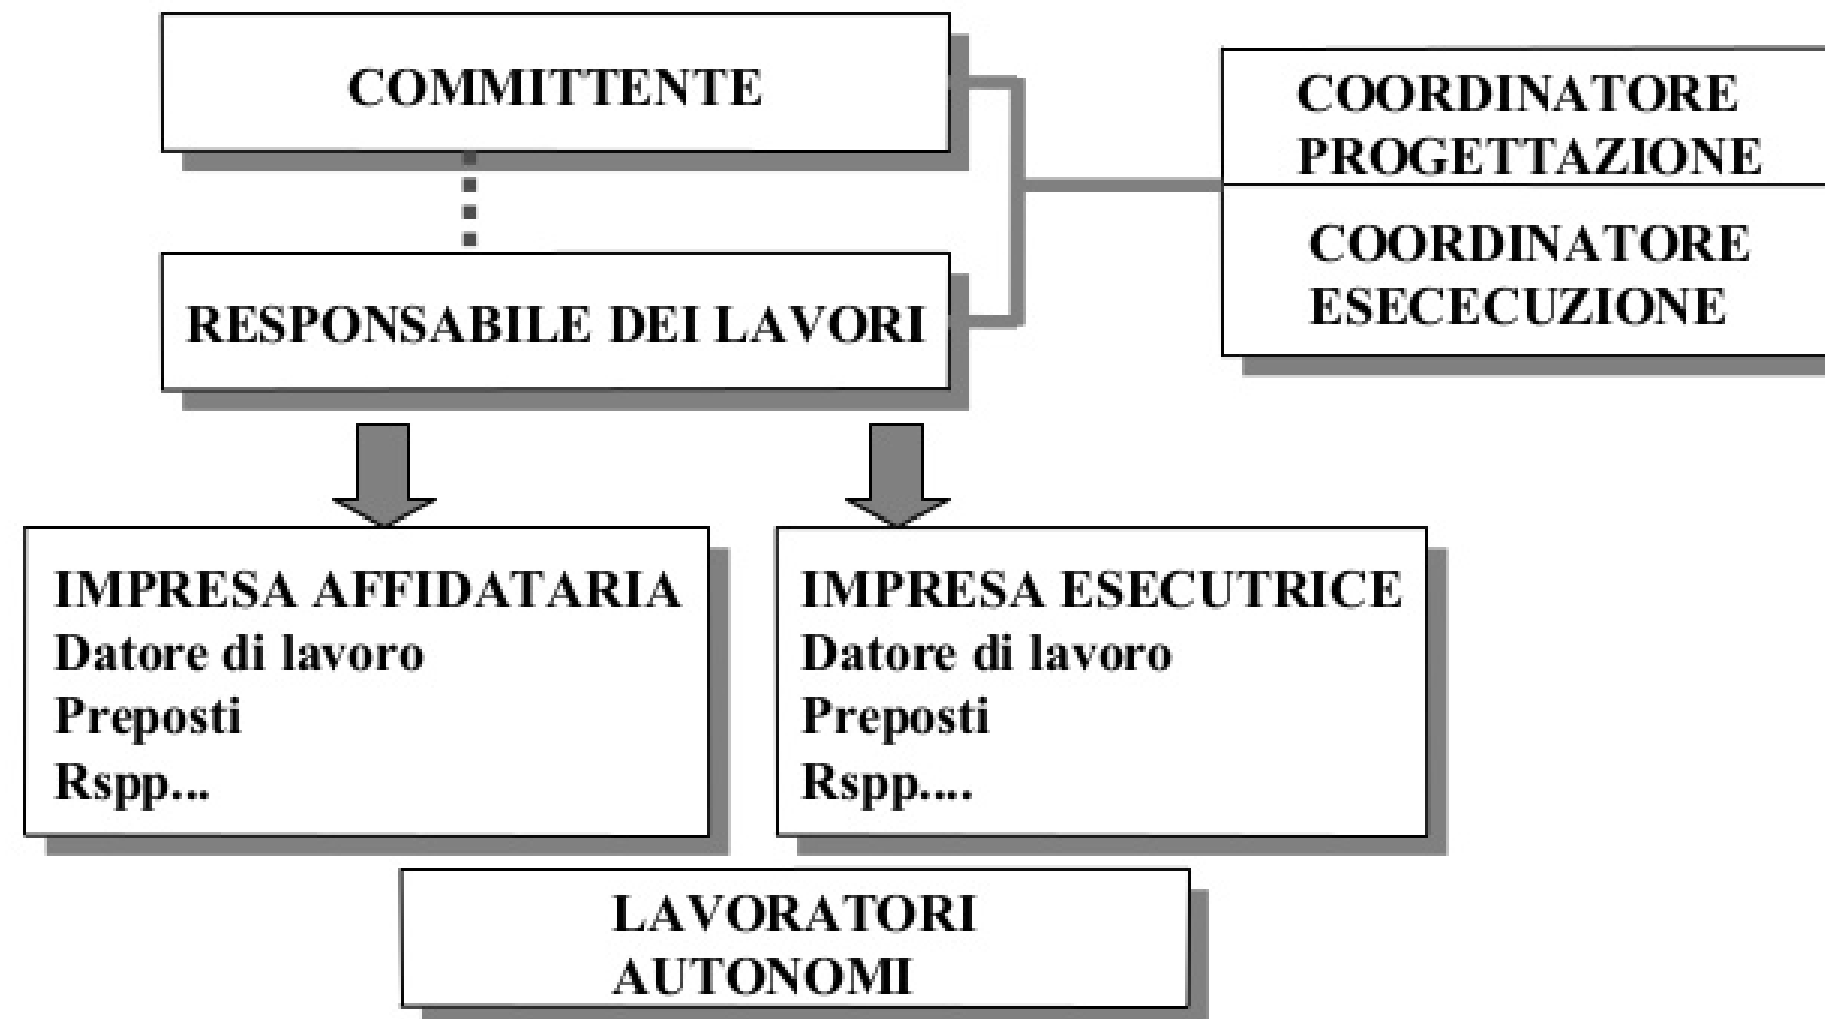 COMMITTENTE
COORDINATORE
PROGETTAZIONE
COORDINATORE
ESECECUZIONE
RESPONSABILE DEI LAVORI
IMPRESA AFFIDATARIA
Datore di lavoro
Preposti
Rspp...
IMPRESA ESECUTRICE
Datore di lavoro
Preposti
Rspp....
LAVORATORI
AUTONOMI